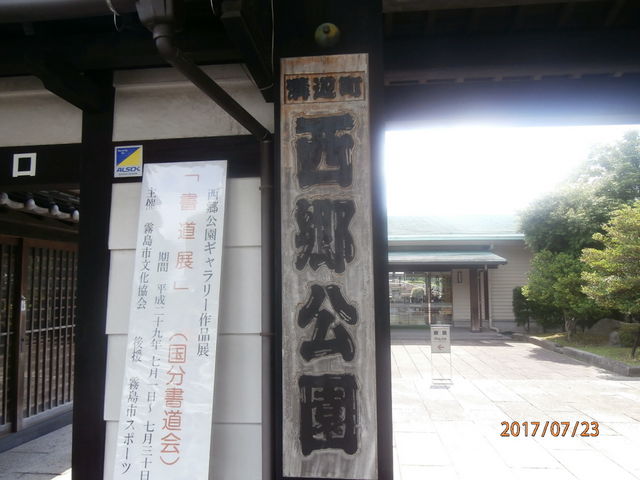 溝辺町
西郷公園
西郷公園ギャラリー作品展
「書道展」 (国分書道会)
期間 平成二十九年 七月一日～七月三十日
主催 霧島市文化協会 後援 霧島市スポーツ
ALSOK
口
2017/07/23